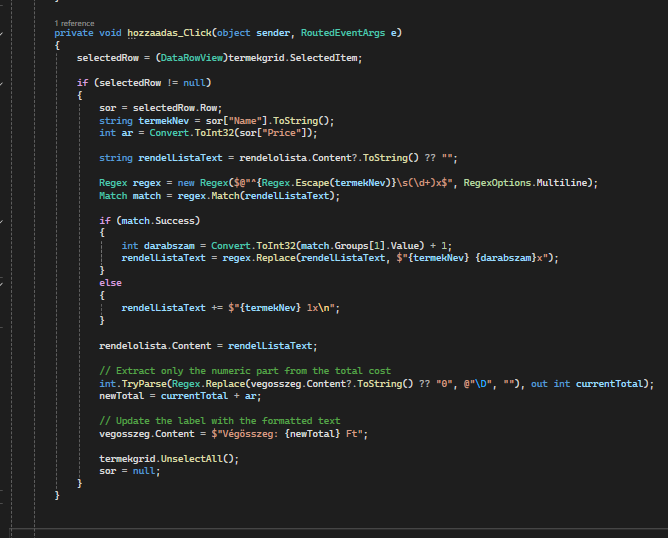 1 reference
private void hozzaadas_Click(object sender, RoutedEventArgs e)
{
selectedRow = (DataRowView)termekgrid.SelectedItem;
if (selectedRow != null)
{
sor = selectedRow.Row;
string termekNev = sor["Name"].ToString();
int ar = Convert.ToInt32(sor["Price"]);
string rendelListaText = rendelolista.Content?.ToString() ?? "";
Regex regex = new Regex($@"^{Regex.Escape(termekNev)}\s(\d+)x$", RegexOptions.Multiline);
Match match = regex.Match(rendelListaText);
if (match.Success)
{
int darabszam = Convert.ToInt32(match.Groups[1].Value) + 1;
rendelListaText = regex.Replace(rendelListaText, $"{termekNev} {darabszam}x");
}
else
{
rendelListaText += $"{termekNev} 1x\n";
}
rendelolista.Content = rendelListaText;
// Extract only the numeric part from the total cost
int.TryParse(Regex.Replace(vegosszeg.Content?.ToString() ?? "0", @"\D", ""), out int currentTotal);
newTotal = currentTotal + ar;
// Update the label with the formatted text
vegosszeg.Content = $"Végösszeg: {newTotal} Ft";
termekgrid.UnselectAll();
sor = null;
}
}